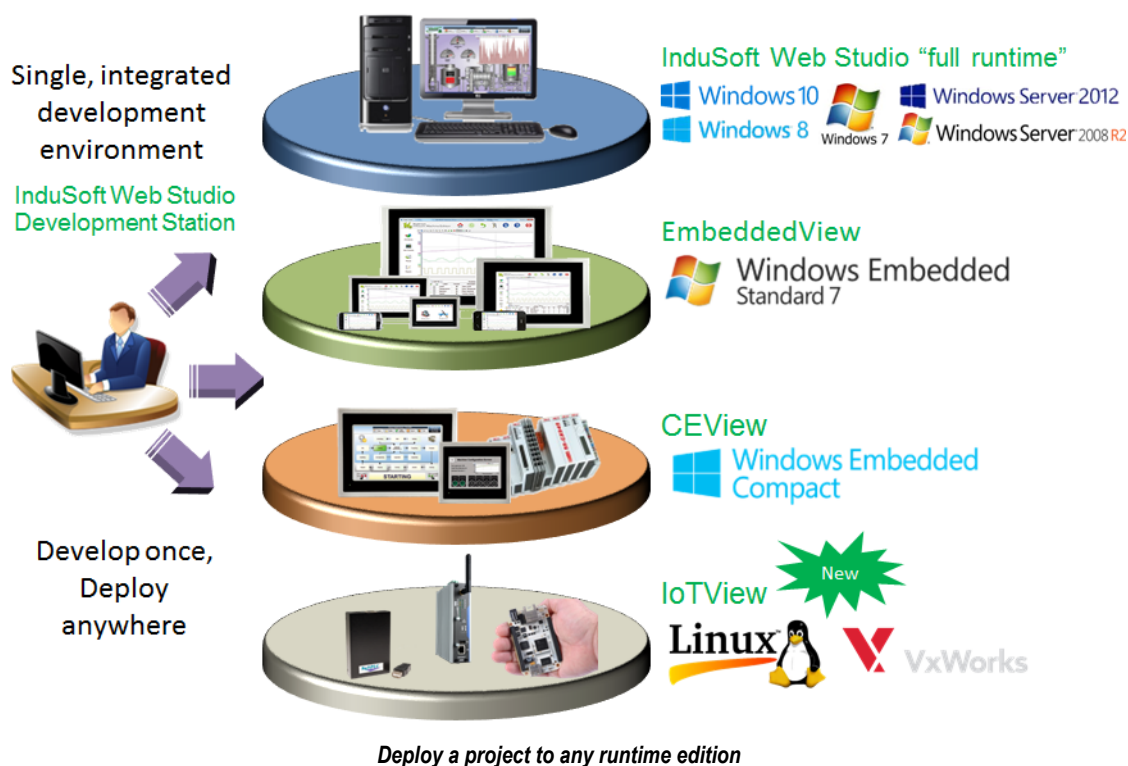 Single, integrated
development
environment
InduSoft Web Studio
Development Station
Develop once,
Deploy
anywhere
InduSoft Web Studio “full runtime”
Windows 10
Windows 8
Windows 7
Windows Server 2012
Windows Server 2008 R2
EmbeddedView
Windows Embedded
Standard 7
CEView
Windows Embedded
Compact
STARTING
IoTView
New
Linux™
VxWorks
Deploy a project to any runtime edition